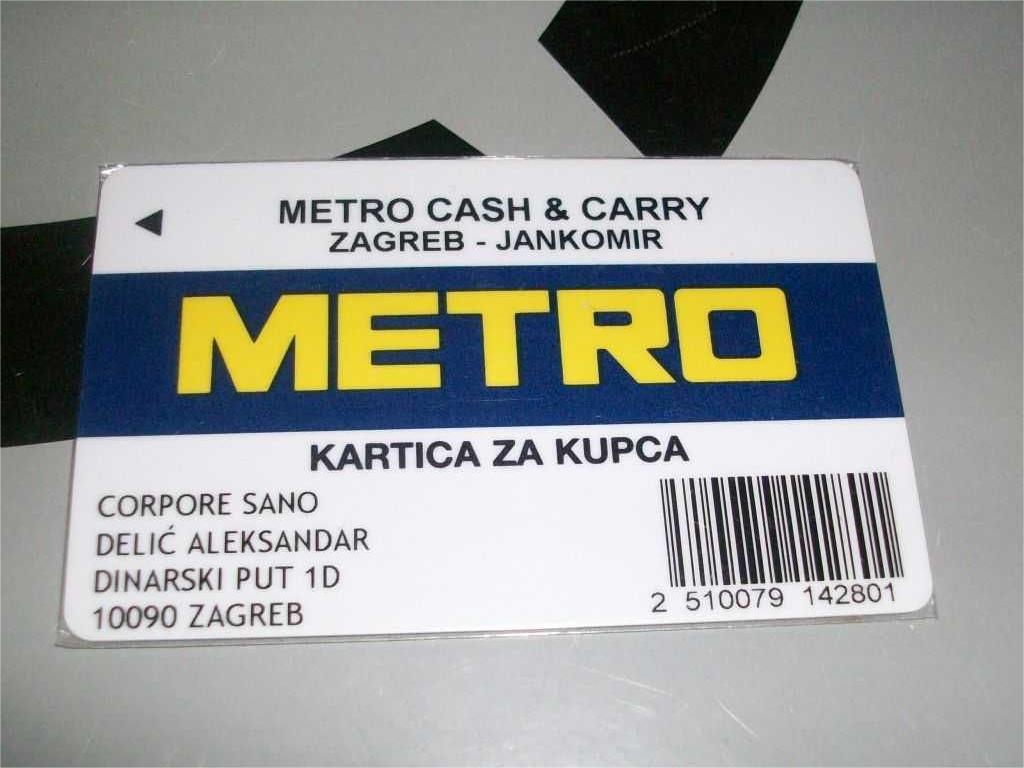 METRO CASH & CARRY
ZAGREB - JANKOMIR
METRO
KARTICA ZA KUPCA
CORPORE SANO
DELIĆ ALEKSANDAR
DINARSKI PUT 1D
10090 ZAGREB
2 510079 142801